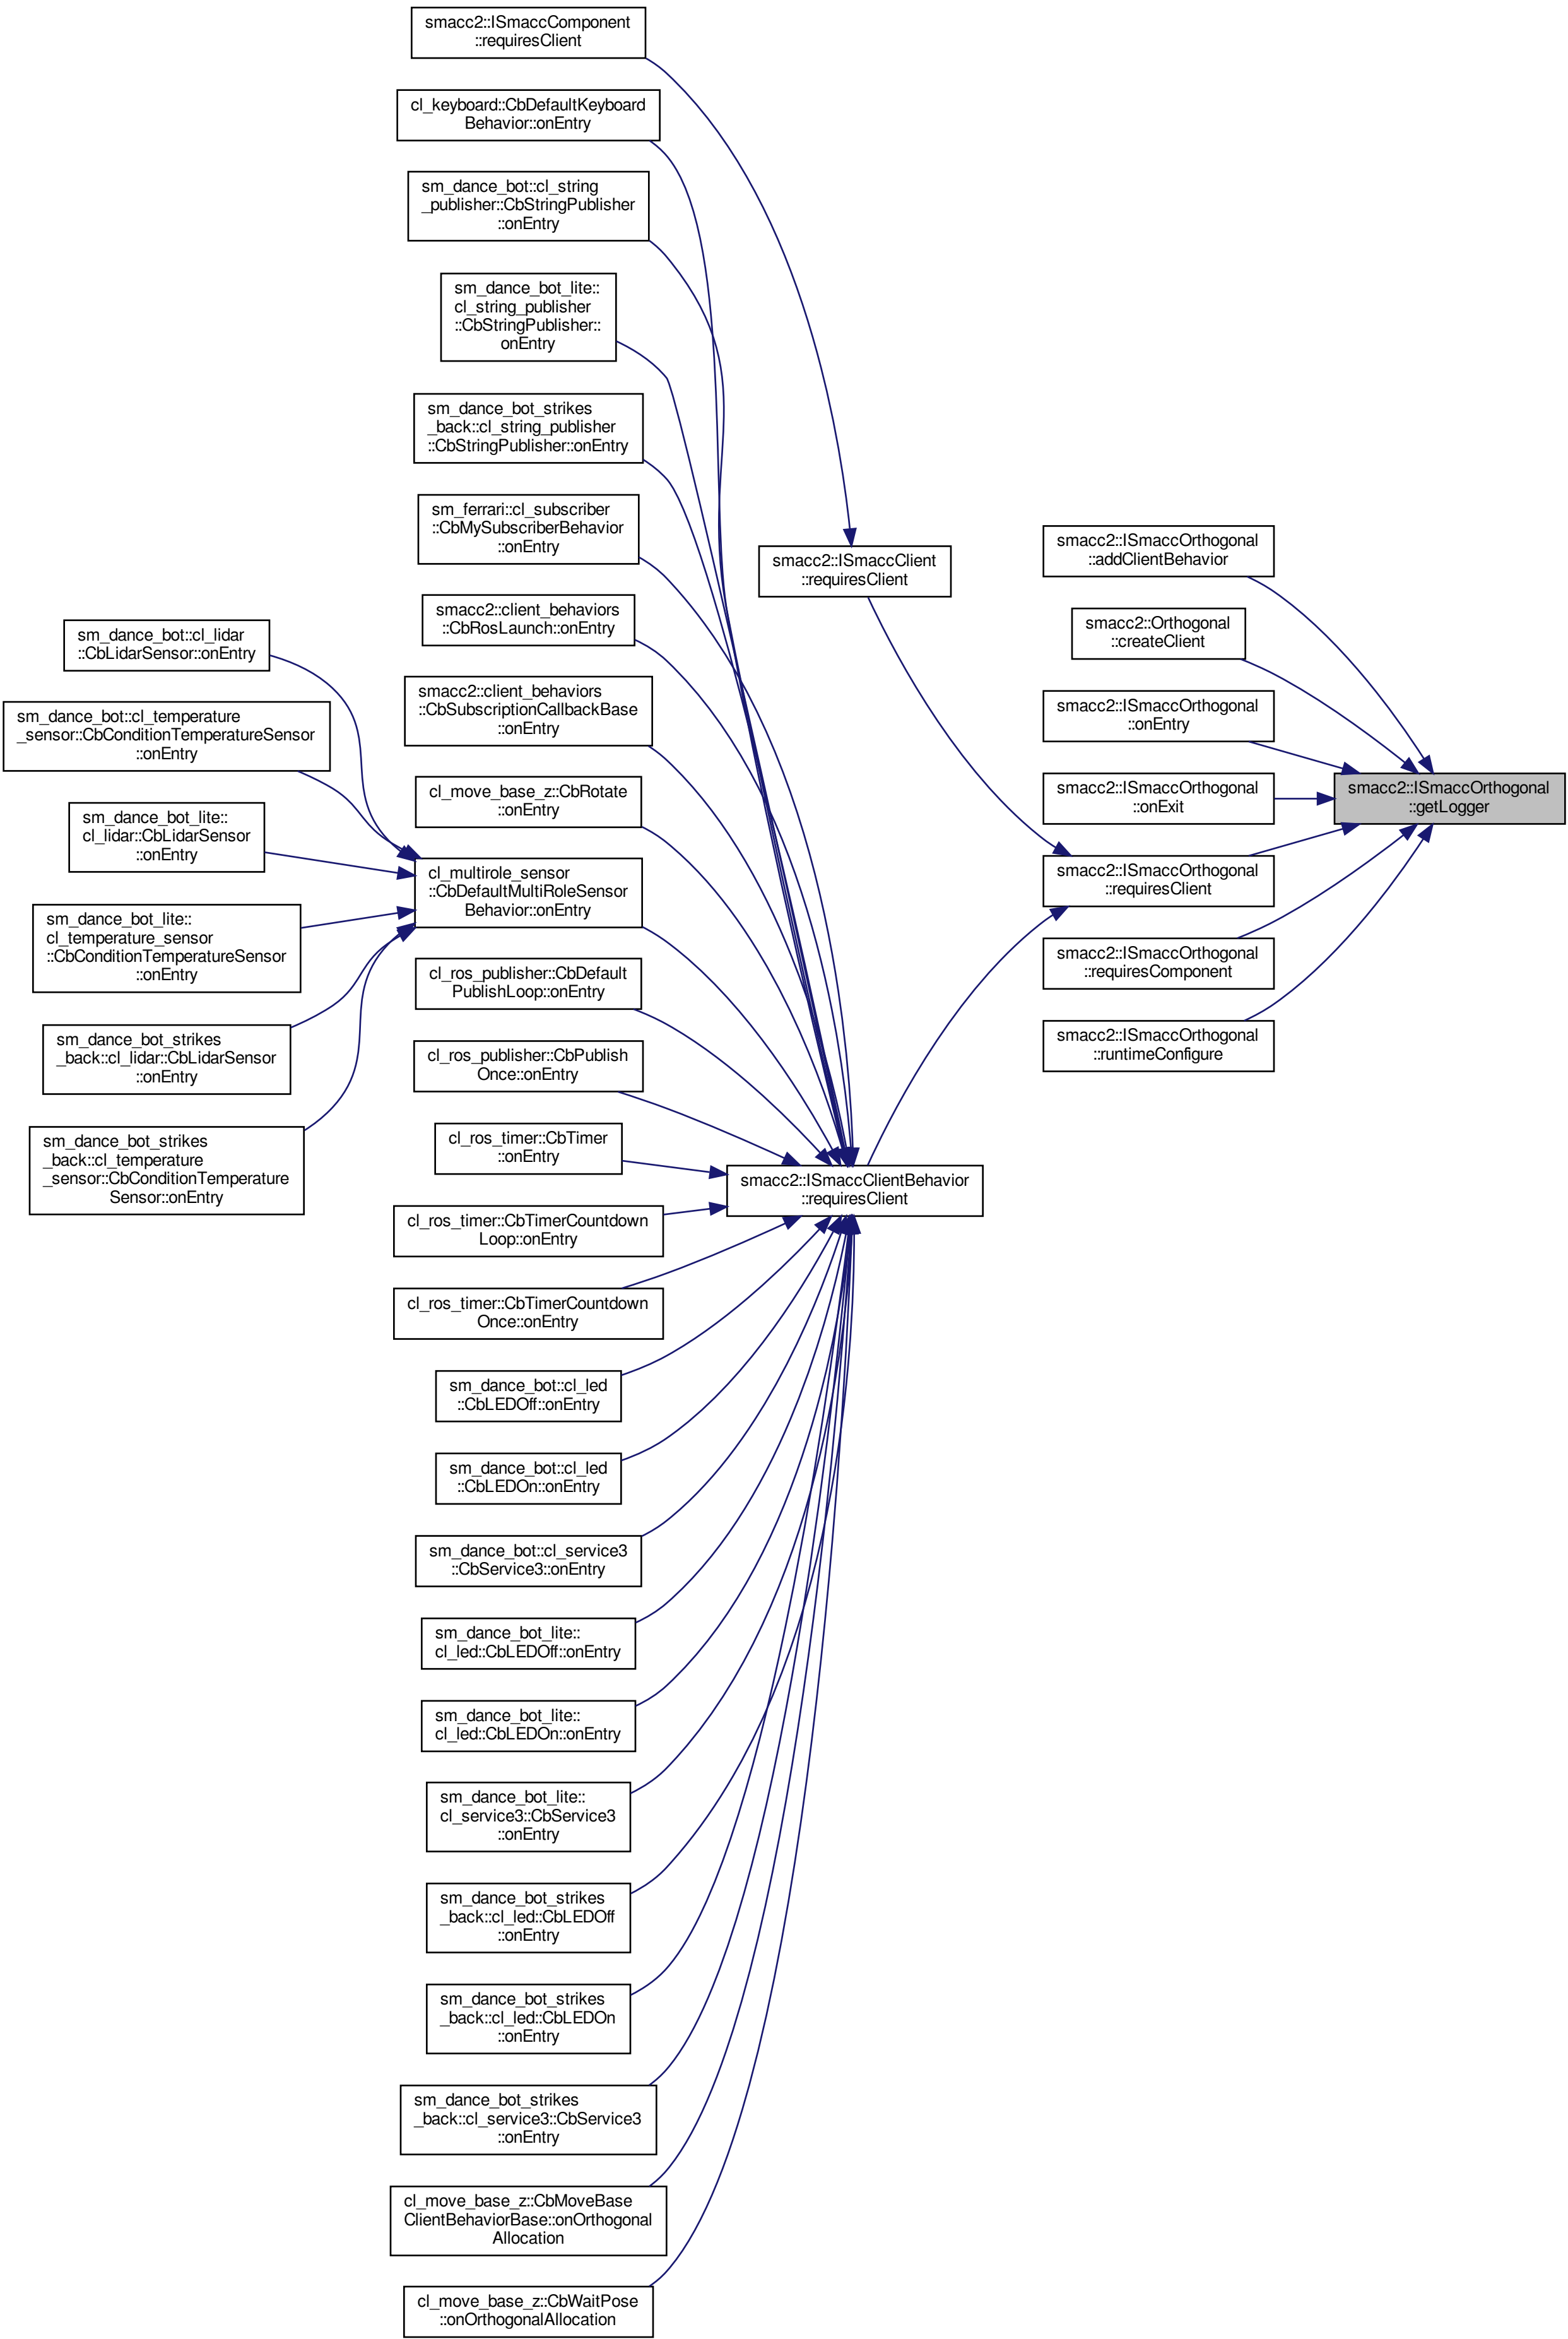 smacc2::ISmaccComponent
::requiresClient
cl_keyboard::CbDefaultKeyboard
Behavior::onEntry
sm_dance_bot::cl_string
_publisher::CbStringPublisher
::onEntry
sm_dance_bot_lite::
cl_string_publisher
::CbStringPublisher::
onEntry
sm_dance_bot_strikes
_back::cl_string_publisher
::CbStringPublisher::onEntry
sm_ferrari::cl_subscriber
::CbMySubscriberBehavior
::onEntry
smacc2::client_behaviors
::CbRosLaunch::onEntry
smacc2::client_behaviors
::CbSubscriptionCallbackBase
::onEntry
cl_move_base_z::CbRotate
::onEntry
cl_multirole_sensor
::CbDefaultMultiRoleSensor
Behavior::onEntry
cl_ros_publisher::CbDefault
PublishLoop::onEntry
cl_ros_publisher::CbPublish
Once::onEntry
cl_ros_timer::CbTimer
::onEntry
cl_ros_timer::CbTimerCountdown
Loop::onEntry
cl_ros_timer::CbTimerCountdown
Once::onEntry
sm_dance_bot::cl_led
::CbLEDOff::onEntry
sm_dance_bot::cl_led
::CbLEDOn::onEntry
sm_dance_bot::cl_service3
::CbService3::onEntry
sm_dance_bot_lite::
cl_led::CbLEDOff::onEntry
sm_dance_bot_lite::
cl_led::CbLEDOn::onEntry
sm_dance_bot_lite::
cl_service3::CbService3
::onEntry
sm_dance_bot_strikes
_back::cl_led::CbLEDOff
::onEntry
sm_dance_bot_strikes
_back::cl_led::CbLEDOn
::onEntry
sm_dance_bot_strikes
_back::cl_service3::CbService3
::onEntry
cl_move_base_z::CbMoveBase
ClientBehaviorBase::onOrthogonal
Allocation
cl_move_base_z::CbWaitPose
::onOrthogonalAllocation
sm_dance_bot::cl_lidar
::CbLidarSensor::onEntry
sm_dance_bot::cl_temperature
_sensor::CbConditionTemperatureSensor
::onEntry
sm_dance_bot_lite::
cl_lidar::CbLidarSensor
::onEntry
sm_dance_bot_lite::
cl_temperature_sensor
::CbConditionTemperatureSensor
::onEntry
sm_dance_bot_strikes
_back::cl_lidar::CbLidarSensor
::onEntry
sm_dance_bot_strikes
_back::cl_temperature
_sensor::CbConditionTemperature
Sensor::onEntry
smacc2::ISmaccClient
::requiresClient
smacc2::ISmaccClientBehavior
::requiresClient
smacc2::ISmaccOrthogonal
::addClientBehavior
smacc2::Orthogonal
::createClient
smacc2::ISmaccOrthogonal
::onEntry
smacc2::ISmaccOrthogonal
::onExit
smacc2::ISmaccOrthogonal
::requiresClient
smacc2::ISmaccOrthogonal
::requiresComponent
smacc2::ISmaccOrthogonal
::runtimeConfigure
smacc2::ISmaccOrthogonal
::getLogger